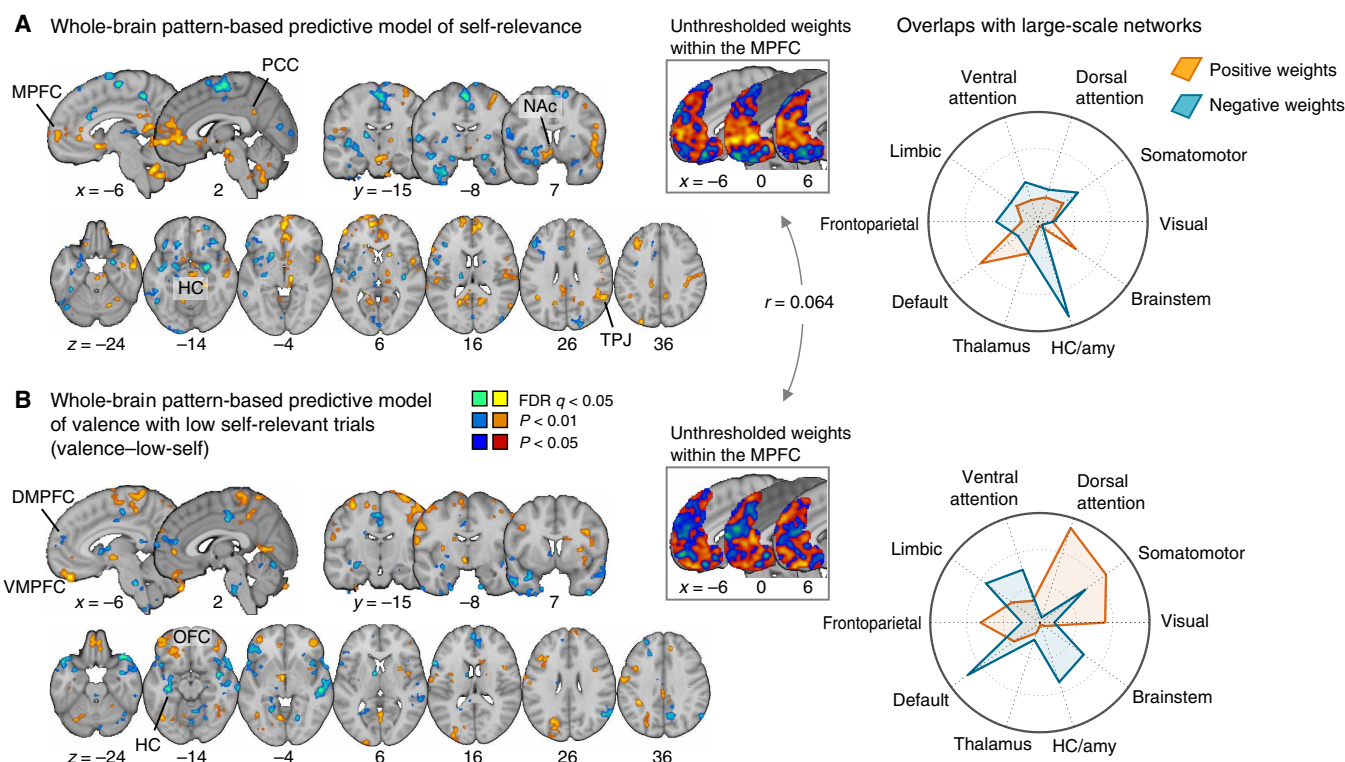 A Whole-brain pattern-based predictive model of self-relevance
MPFC
PCC
x = –6
2
NAc
y = –15
–8
7
HC
TPJ
z = –24
–14
–4
6
16
26
36
Unthresholded weights
within the MPFC
x = –6
0
6
r = 0.064
Overlaps with large-scale networks
Positive weights
Negative weights
Ventral
attention
Dorsal
attention
Limbic
Somatomotor
Frontoparietal
Visual
Default
Brainstem
Thalamus
HC/amy
B Whole-brain pattern-based predictive model
of valence with low self-relevant trials
(valence–low-self)
FDR q < 0.05
P < 0.01
P < 0.05
DMPFC
VMPFC
x = –6
2
y = –15
–8
7
OFC
HC
z = –24
–14
–4
6
16
26
36
Unthresholded weights
within the MPFC
x = –6
0
6
Ventral
attention
Dorsal
attention
Limbic
Somatomotor
Frontoparietal
Visual
Default
Brainstem
Thalamus
HC/amy